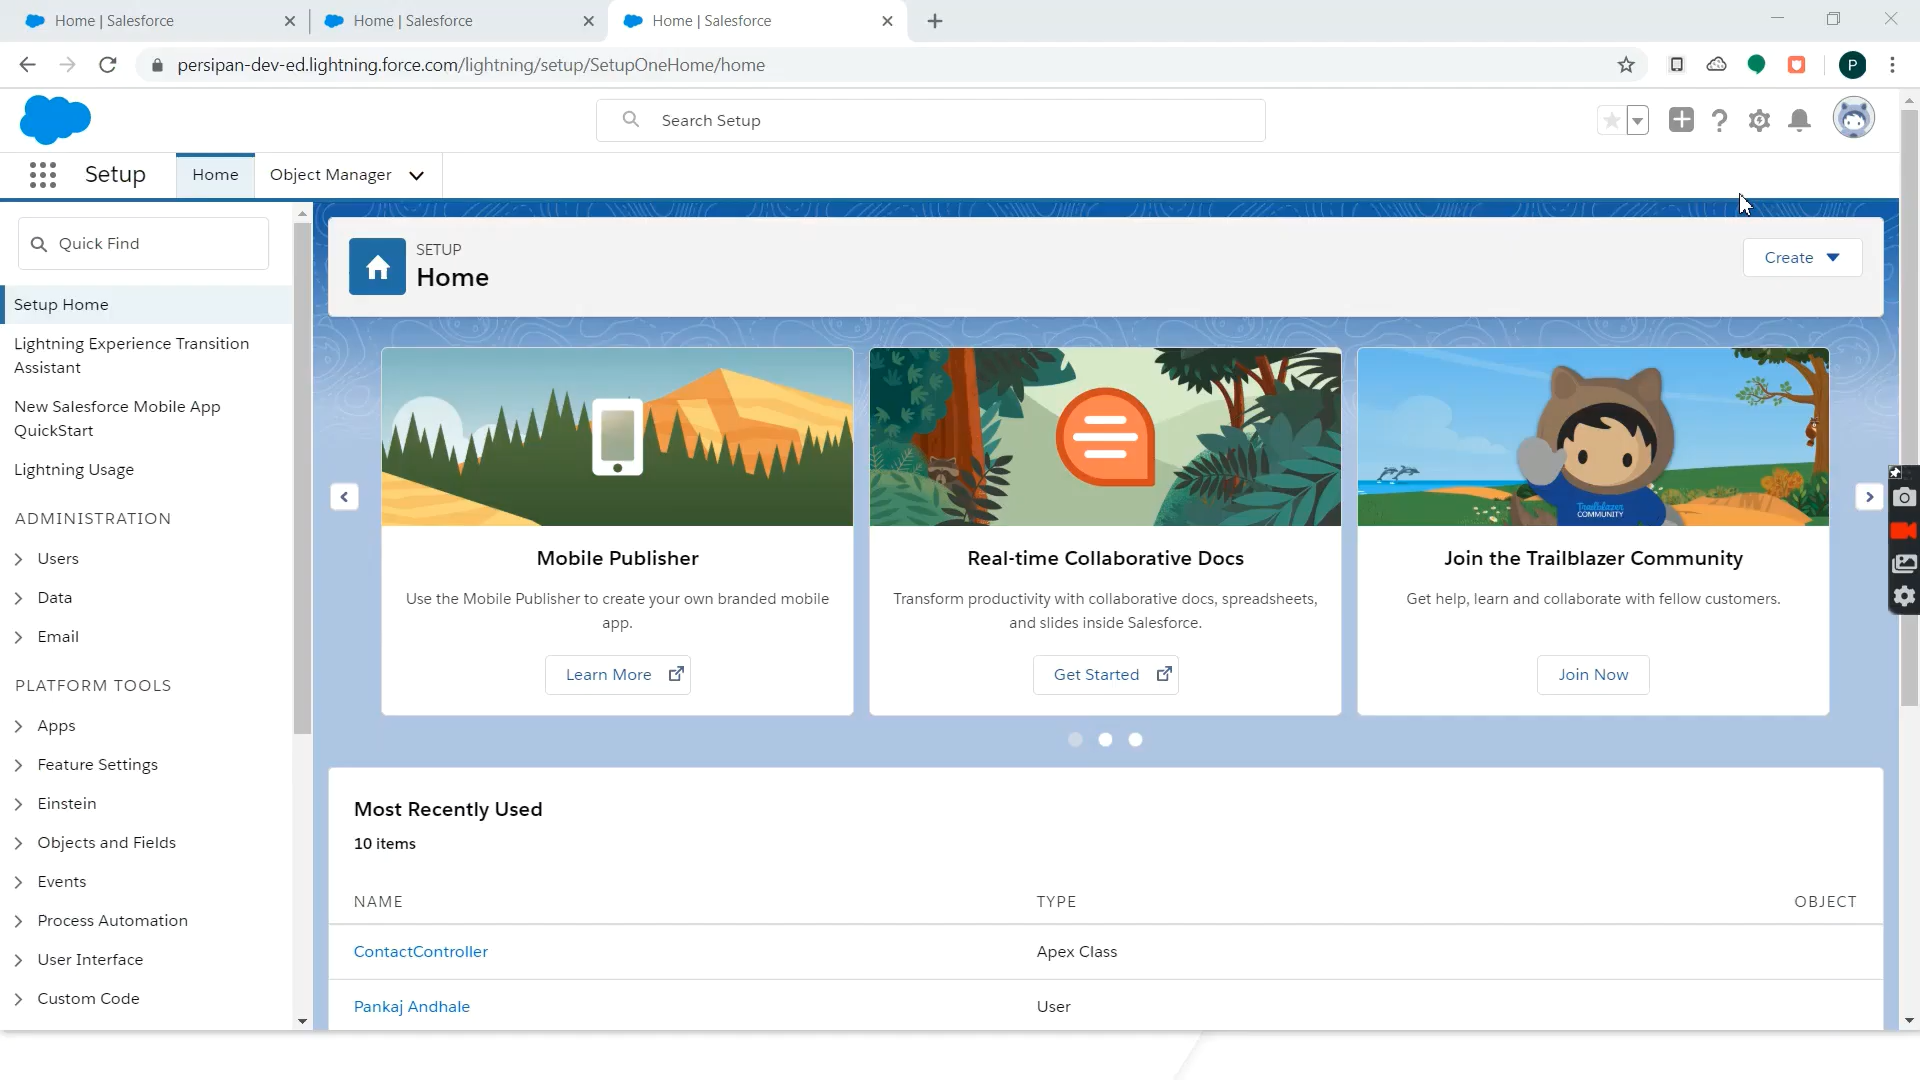 Home | Salesforce
Home | Salesforce
Home | Salesforce
persipan-dev-ed.lightning.force.com/lightning/setup/SetupOneHome/home
P
Search Setup
Setup
Home
Object Manager
Quick Find
Setup Home
Lightning Experience Transition
Assistant
New Salesforce Mobile App
QuickStart
Lightning Usage
ADMINISTRATION
Users
Data
Email
PLATFORM TOOLS
Apps
Feature Settings
Einstein
Objects and Fields
Events
Process Automation
User Interface
Custom Code
SETUP
Home
Create
Mobile Publisher
Use the Mobile Publisher to create your own branded mobile
app.
Learn More
Real-time Collaborative Docs
Transform productivity with collaborative docs, spreadsheets,
and slides inside Salesforce.
Get Started
Trailblazer
COMMUNITY
Join the Trailblazer Community
Get help, learn and collaborate with fellow customers.
Join Now
Most Recently Used
10 items
NAME TYPE OBJECT
ContactController Apex Class
Pankaj Andhale User